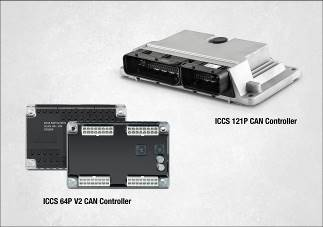 ICCS 121P CAN Controller
ICCS 64P V2 CAN Controller